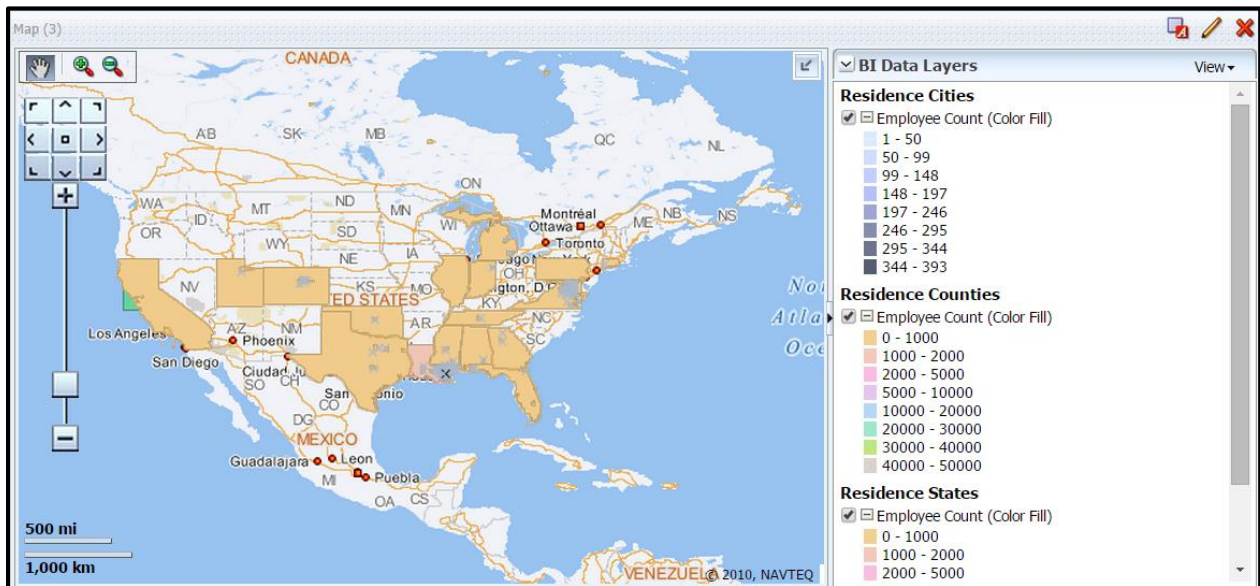 Map (3)
BI Data Layers
View
Residence Cities
Employee Count (Color Fill)
1 - 50
50 - 99
99 - 148
148 - 197
197 - 246
246 - 295
295 - 344
344 - 393
Residence Counties
Employee Count (Color Fill)
0 - 1000
1000 - 2000
2000 - 5000
5000 - 10000
10000 - 20000
20000 - 30000
30000 - 40000
40000 - 50000
Residence States
Employee Count (Color Fill)
0 - 1000
1000 - 2000
2000 - 5000
CANADA
AB
SK
MB
QC
NL
ON
WA
MT
ND
MN
Montréal
NB
NS
ID
WI
Ottawa
ME
OR
SD
Toronto
WY
IA
NE
OH
NV
KS
MO
KY
ED STATES
AR
NC
Los Angeles
AZ
NM
SC
Phoenix
San Diego
Ciudad
SO
CH
San
onio
CO
DG
MEXICO
Guadalajara
Leon
MI
Puebla
OA
CS
500 mi
1,000 km
VENEZUEL
© 2010, NAVTEQ